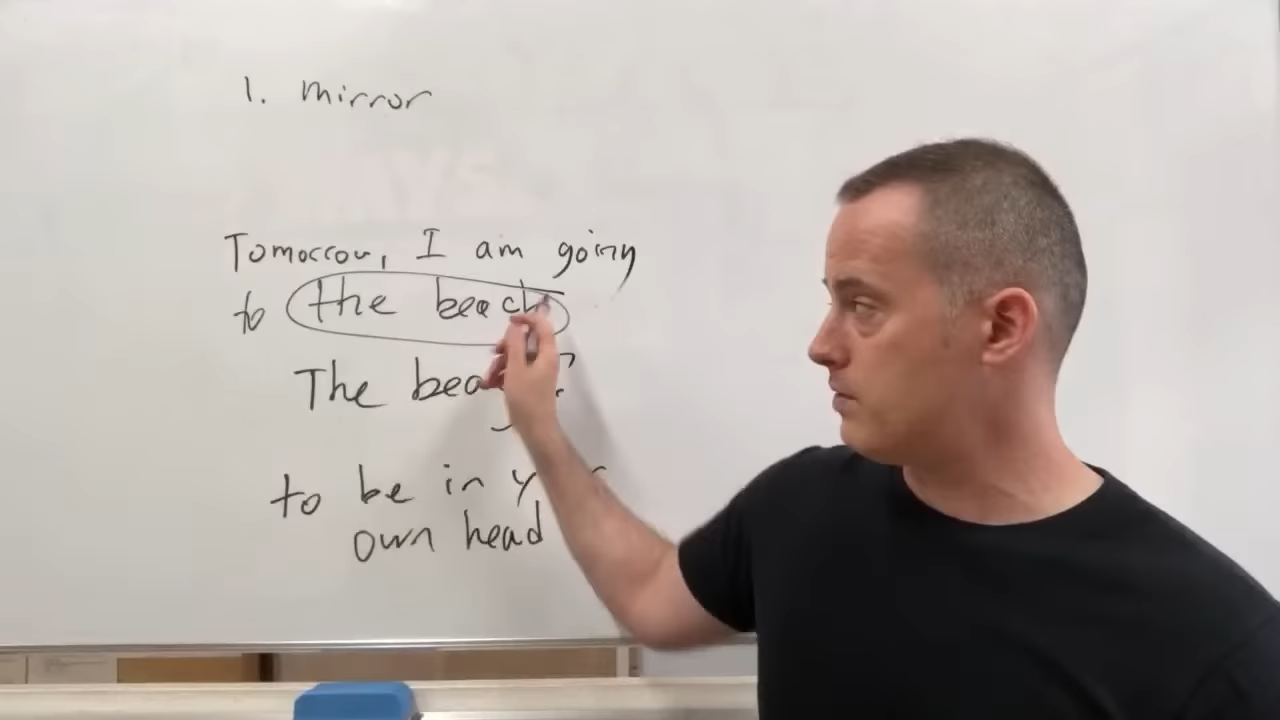 1. mirror
Tomorrow, I am going
to the beach
The
to be in
own head